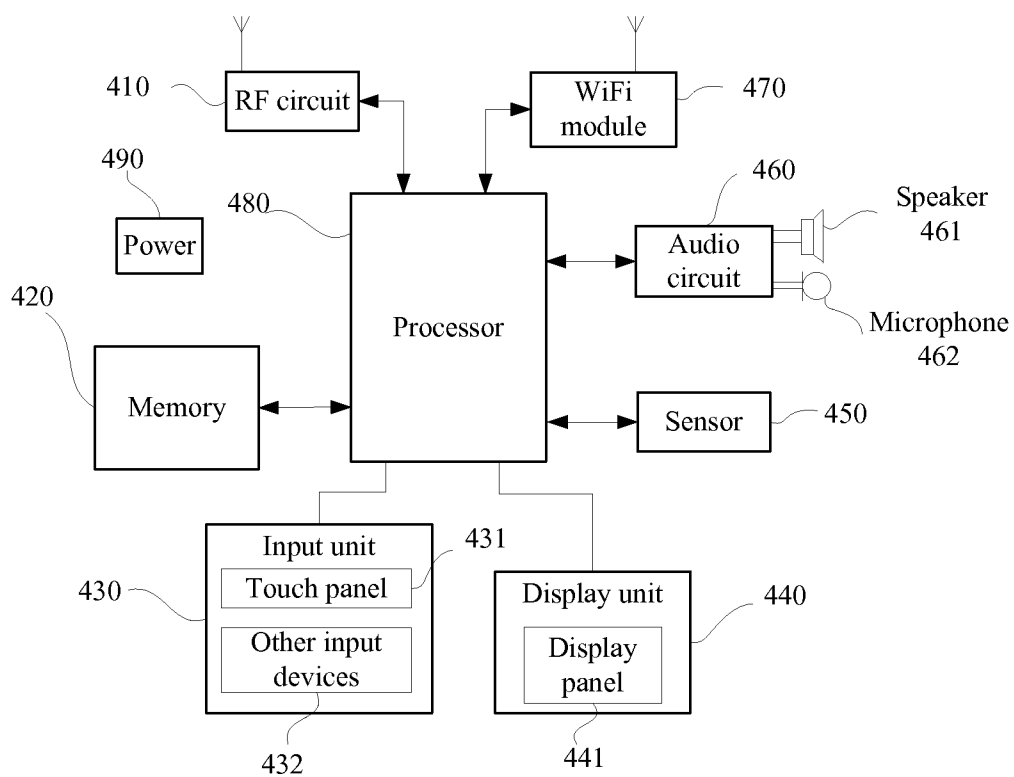 410
RF circuit
WiFi
module
470
490
Power
480
460
Speaker
461
Audio
circuit
Microphone
462
420
Processor
Memory
Sensor
450
Input unit
431
Touch panel
430
Other input
devices
432
Display unit
440
Display
panel
441